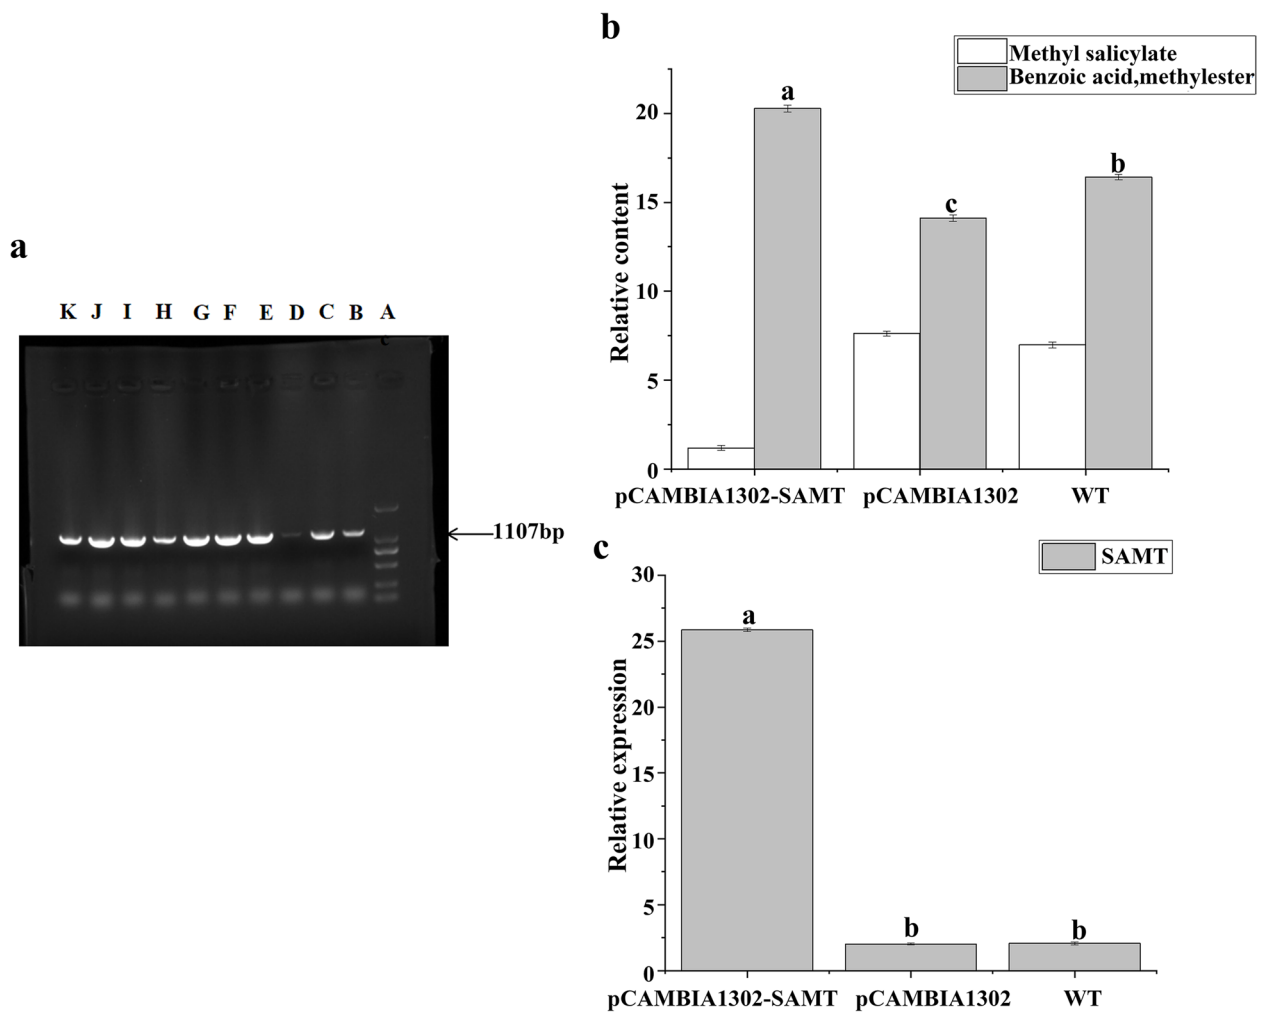 a
K J I H G F E D C B A
1107bp
b
Methyl salicylate
Benzoic acid,methylester
Relative content
20
15
10
5
0
a
c
b
pCAMBIA1302-SAMT pCAMBIA1302 WT
c
SAMT
Relative expression
30
25
20
15
10
5
0
a
b
b
pCAMBIA1302-SAMT pCAMBIA1302 WT